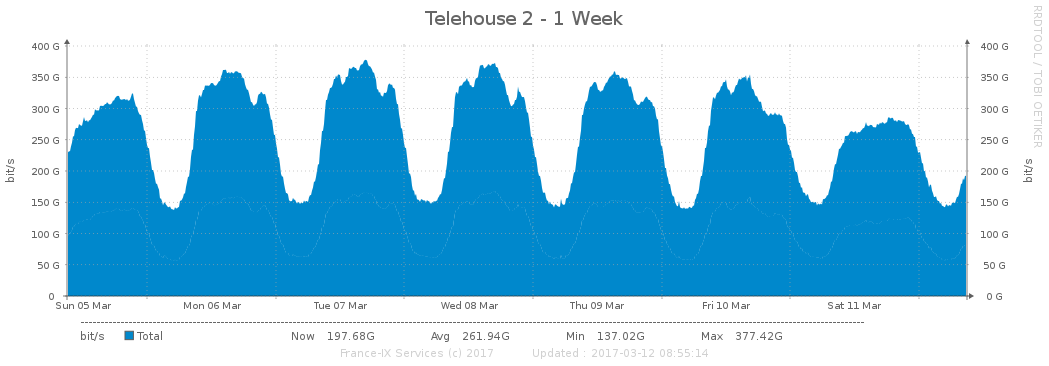 Telehouse 2 - 1 Week
RRDTOOL / TOBI OETIKER
400 G 400 G
350 G 350 G
300 G 300 G
250 G 250 G
200 G 200 G
150 G 150 G
100 G 100 G
50 G 50 G
0 0 G
bit/s bit/s
Sun 05 Mar Mon 06 Mar Tue 07 Mar Wed 08 Mar Thu 09 Mar Fri 10 Mar Sat 11 Mar
bit/s Total Now 197.68G Avg 261.94G Min 137.02G Max 377.42G
France-IX Services (c) 2017 Updated : 2017-03-12 08:55:14